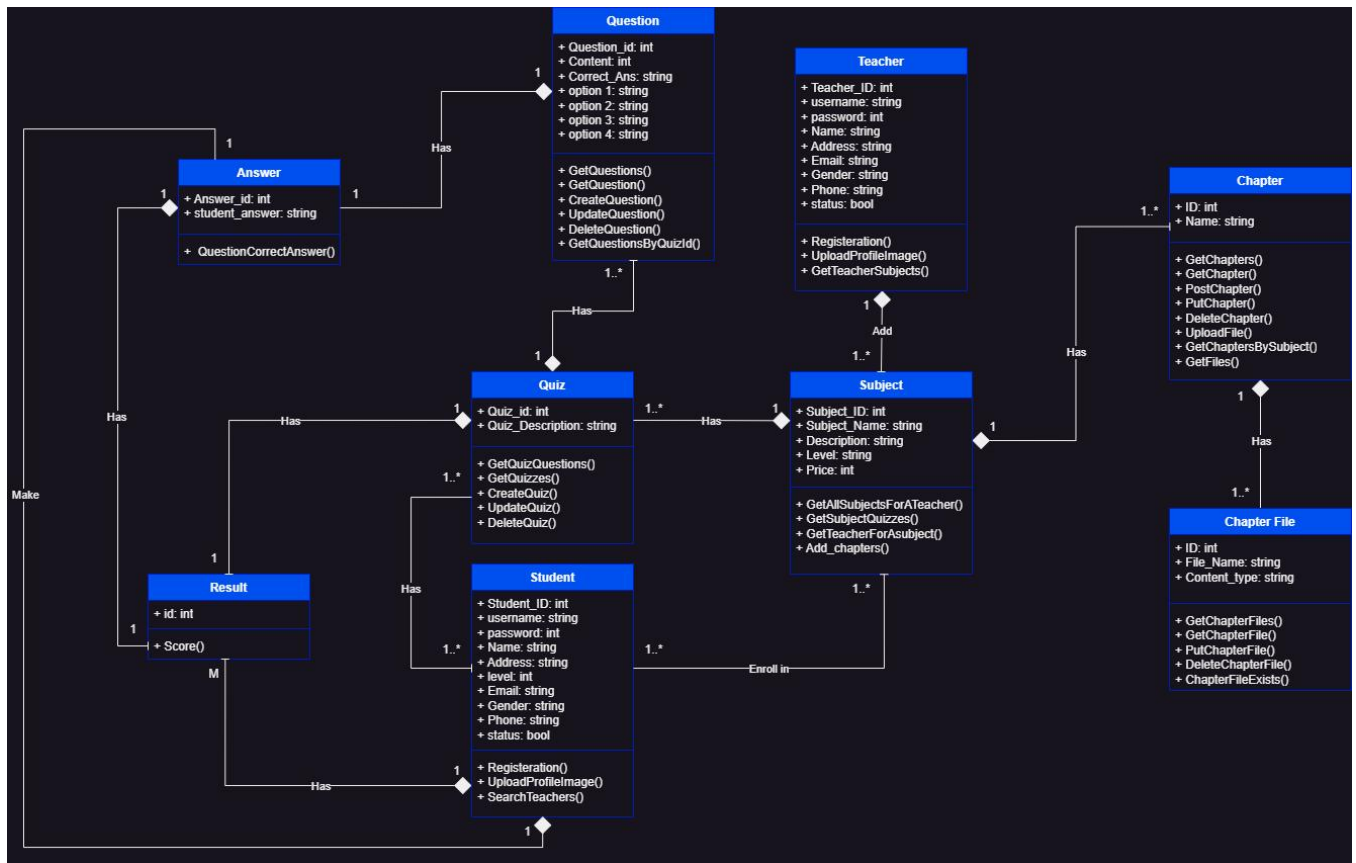 Question
+ Question_id: int
+ Content: int
+ Correct_Ans: string
+ option 1: string
+ option 2: string
+ option 3: string
+ option 4: string
+ GetQuestions()
+ GetQuestion()
+ CreateQuestion()
+ UpdateQuestion()
+ DeleteQuestion()
+ GetQuestionsByQuizId()
1
1..*
Teacher
+ Teacher_ID: int
+ username: string
+ password: int
+ Name: string
+ Address: string
+ Email: string
+ Gender: string
+ Phone: string
+ status: bool
+ Registeration()
+ UploadProfileImage()
+ GetTeacherSubjects()
1
Add
1..*
Has
1
Answer
+ Answer_id: int
+ student_answer: string
+ QuestionCorrectAnswer()
1
1
Chapter
+ ID: int
+ Name: string
+ GetChapters()
+ GetChapter()
+ PostChapter()
+ PutChapter()
+ DeleteChapter()
+ UploadFile()
+ GetChaptersBySubject()
+ GetFiles()
1..*
Has
1
Has
1..*
Has
1
Quiz
+ Quiz_id: int
+ Quiz_Description: string
+ GetQuizQuestions()
+ GetQuizzes()
+ CreateQuiz()
+ UpdateQuiz()
+ DeleteQuiz()
Has
1
1..*
1..*
Has
1
Subject
+ Subject_ID: int
+ Subject_Name: string
+ Description: string
+ Level: string
+ Price: int
+ GetAllSubjectsForATeacher()
+ GetSubjectQuizzes()
+ GetTeacherForAsubject()
+ Add_chapters()
1
1..*
Chapter File
+ ID: int
+ File_Name: string
+ Content_type: string
+ GetChapterFiles()
+ GetChapterFile()
+ PutChapterFile()
+ DeleteChapterFile()
+ ChapterFileExists()
Has
Make
1
Result
+ id: int
+ Score()
1
M
Has
1..*
Student
+ Student_ID: int
+ username: string
+ password: int
+ Name: string
+ Address: string
+ level: int
+ Email: string
+ Gender: string
+ Phone: string
+ status: bool
+ Registeration()
+ UploadProfileImage()
+ SearchTeachers()
1..*
Enroll in
Has
1
1